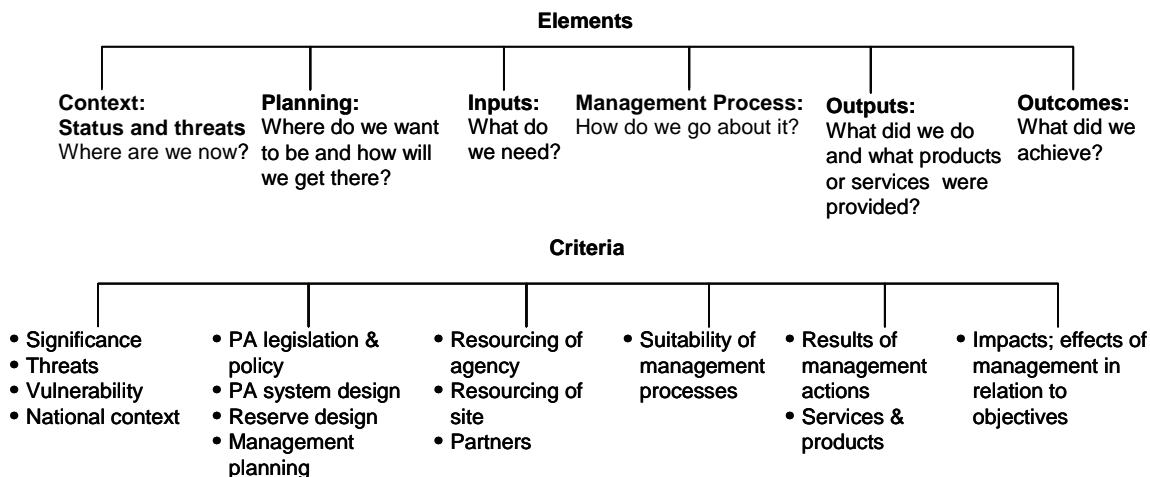 Elements
Context:
Status and threats
Where are we now?
Planning:
Where do we want
to be and how will
we get there?
Inputs:
What do
we need?
Management Process:
How do we go about it?
Outputs:
What did we do
and what products
or services were
provided?
Outcomes:
What did we
achieve?
Criteria
• Significance
• Threats
• Vulnerability
• National context
• PA legislation &
policy
• PA system design
• Reserve design
• Management
planning
• Resourcing of
agency
• Resourcing of
site
• Partners
• Suitability of
management
processes
• Results of
management
actions
• Services &
products
• Impacts; effects of
management in
relation to
objectives